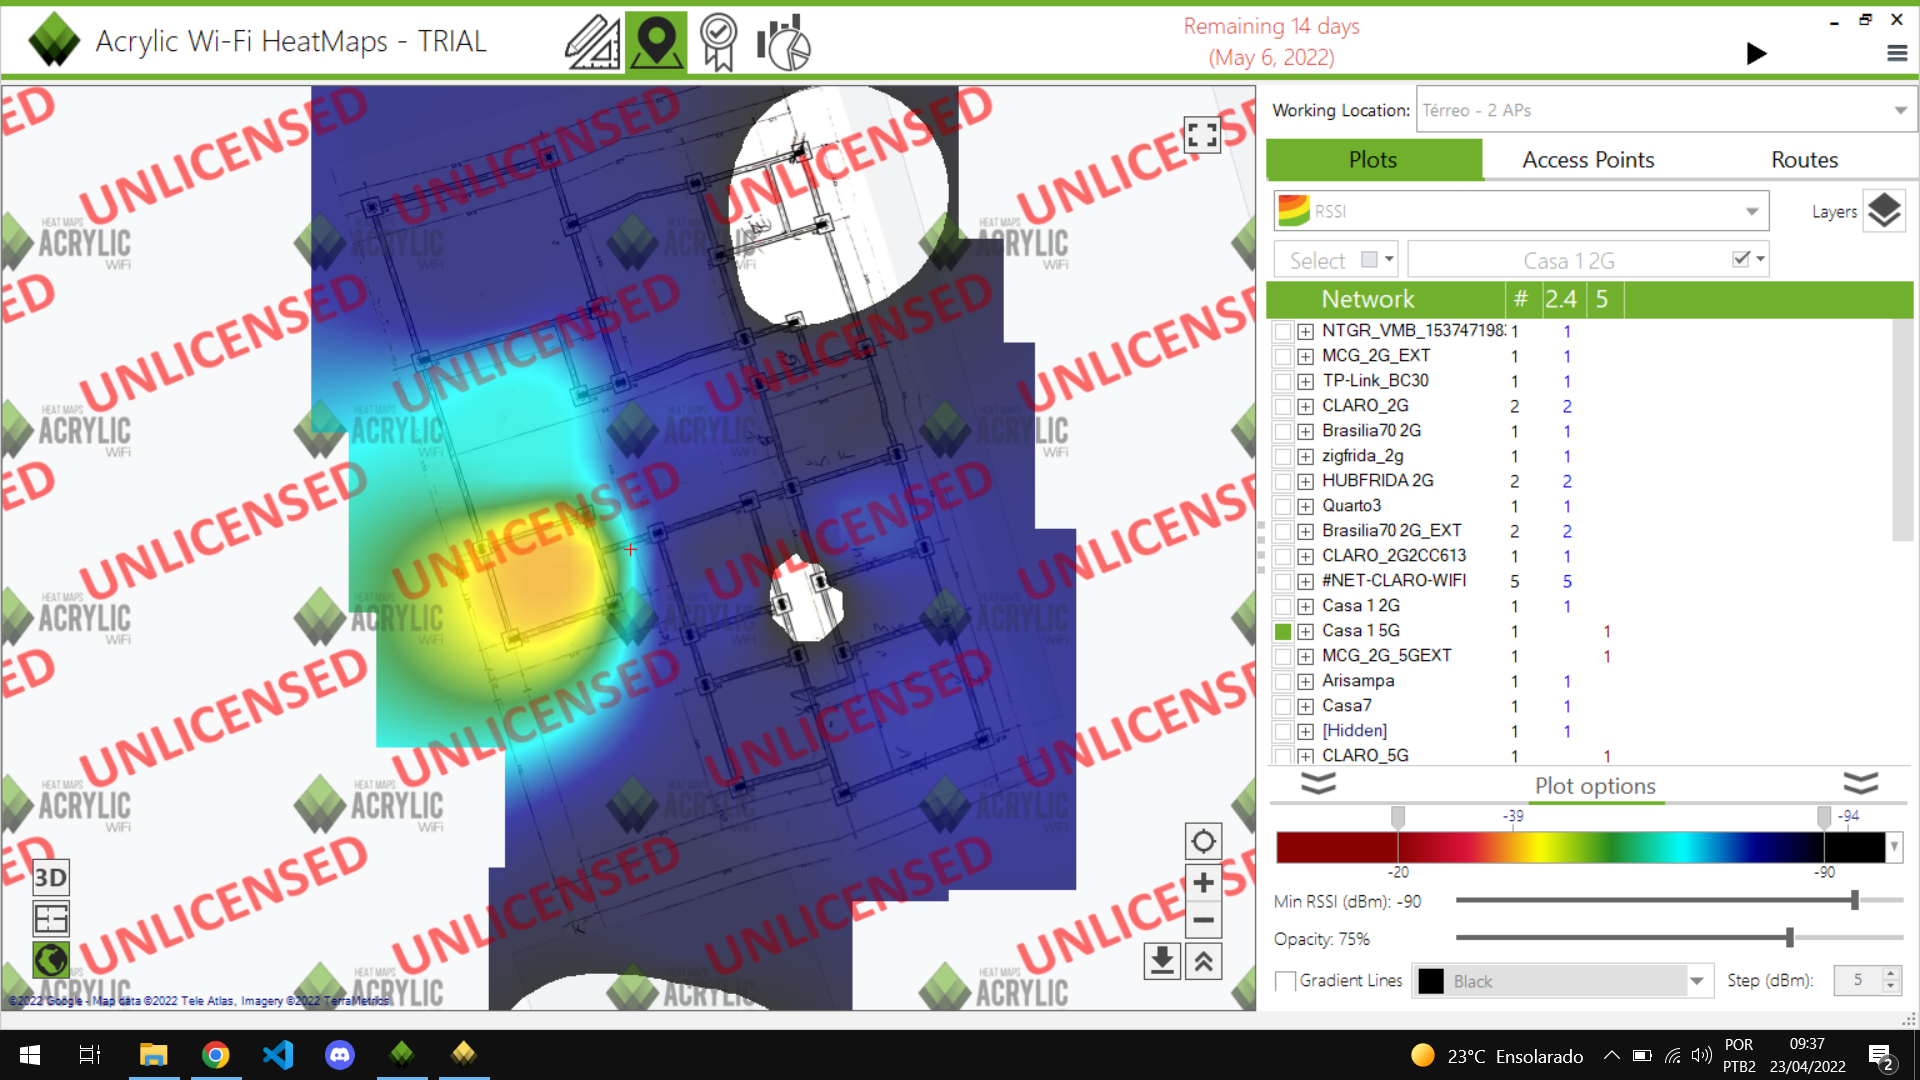 Acrylic Wi-Fi HeatMaps - TRIAL
Remaining 14 days
(May 6, 2022)
UNLICENSED
HEAT MAPS
ACRYLIC
WiFi
3D
©2022 Google - Map data ©2022 Tele Atlas, Imagery ©2022 TerraMetrics
Working Location: Térreo - 2 APs
Plots Access Points Routes
RSSI Layers
Select Casa 1 2G
Network # 2.4 5
NTGR_VMB_153747198 1 1
MCG_2G_EXT 1 1
TP-Link_BC30 1 1
CLARO_2G 2 2
Brasilia70 2G 1 1
zigfrida_2g 1 1
HUBFRIDA 2G 2 2
Quarto3 1 1
Brasilia70 2G_EXT 2 2
CLARO_2G2CC613 1 1
#NET-CLARO-WIFI 5 5
Casa 1 2G 1 1
Casa 1 5G 1 1
MCG_2G_5GEXT 1 1
Arisampa 1 1
Casa7 1 1
[Hidden] 1 1
CLARO_5G 1 1
Plot options
-39 -94
-20 -90
Min RSSI (dBm): -90
Opacity: 75%
Gradient Lines Black Step (dBm): 5
23°C Ensolarado
POR
PTB2
09:37
23/04/2022
2